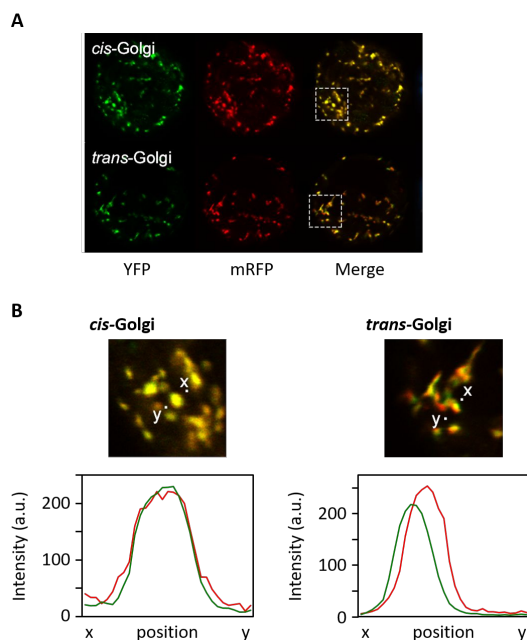 A
cis-Golgi
trans-Golgi
YFP mRFP Merge
B
cis-Golgi trans-Golgi
x
y
x
y
Intensity (a.u.)
200
100
0
x position y
Intensity (a.u.)
200
100
0
x position y